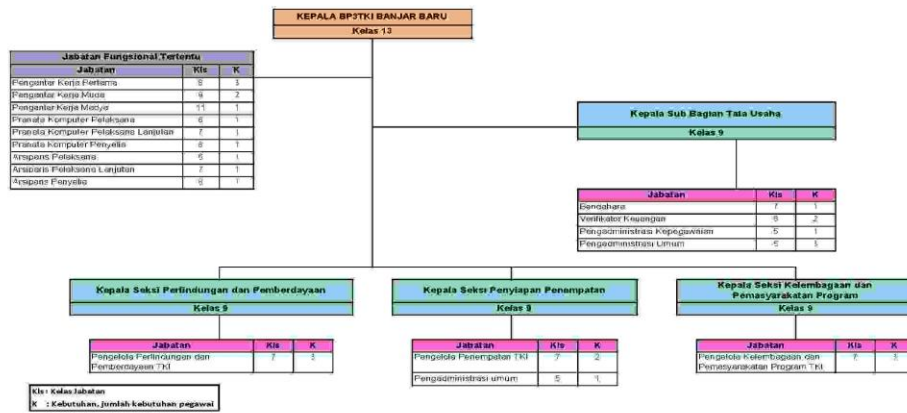 KEPALA BP3TKI BANJAR BARU
Kelas 13
Jabatan Fungsional Tertentu
Jabatan Kls K
Pengantar Kerja Pertama 8 3
Pengantar Kerja Muda 9 2
Pengantar Kerja Madya 11 1
Pranata Komputer Pelaksana 6 1
Pranata Komputer Pelaksana Lanjutan 7 1
Pranata Komputer Penyelia 8 1
Arsiparis Pelaksana 1
Arsiparis Pelaksana Lanjutan 7 1
Arsiparis Penyelia 1
Kepala Sub Bagian Tata Usaha
Kelas 9
Jabatan Kls K
Bendahara 7 1
Verifikator Keuangan 6 2
Pengadministrasi Kepegawaian 5 1
Pengadministrasi Umum 5
Kepala Seksi Perlindungan dan Pemberdayaan
Kelas 9
Jabatan Kls K
Pengelola Perlindungan dan 7 3
Pemberdayaan TKI
Kepala Seksi Penyiapan Penempatan
Kelas 9
Jabatan Kls K
Pengelola Penempatan TKI 7 2
Pengadministrasi umum 5 1
Kepala Seksi Kelembagaan dan
Pemasyarakatan Program
Kelas 9
Jabatan Kls K
Pengelola Kelembagaan dan 7 3
Pemasyarakatan Program TKI
Kls : Kelas Jabatan
K : Kebutuhan, jumlah kebutuhan pegawai